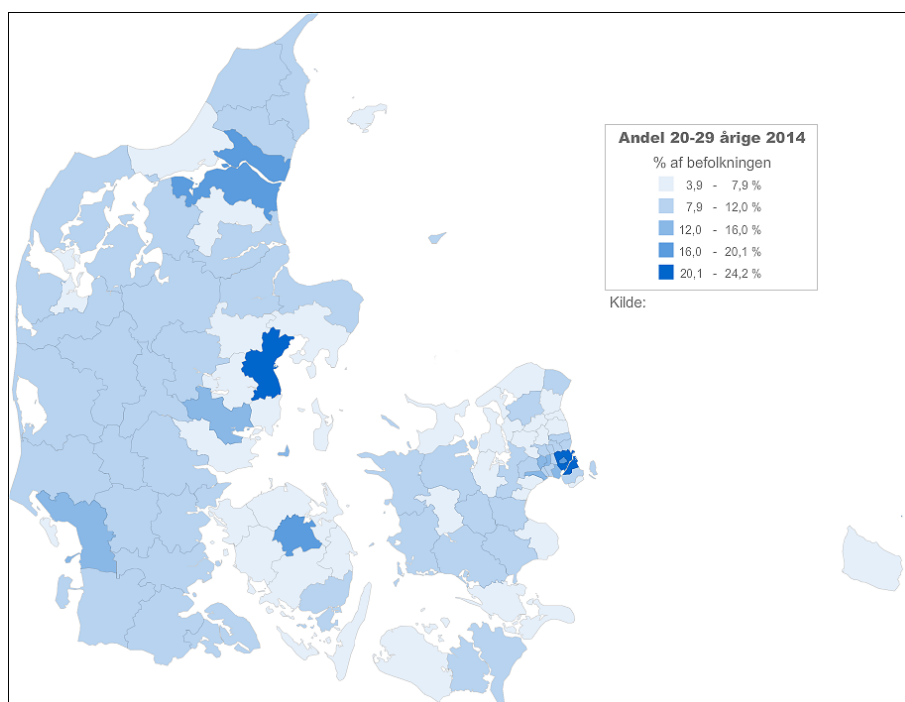 Andel 20-29 årige 2014
% af befolkningen
3,9 - 7,9 %
7,9 - 12,0 %
12,0 - 16,0 %
16,0 - 20,1 %
20,1 - 24,2 %
Kilde: